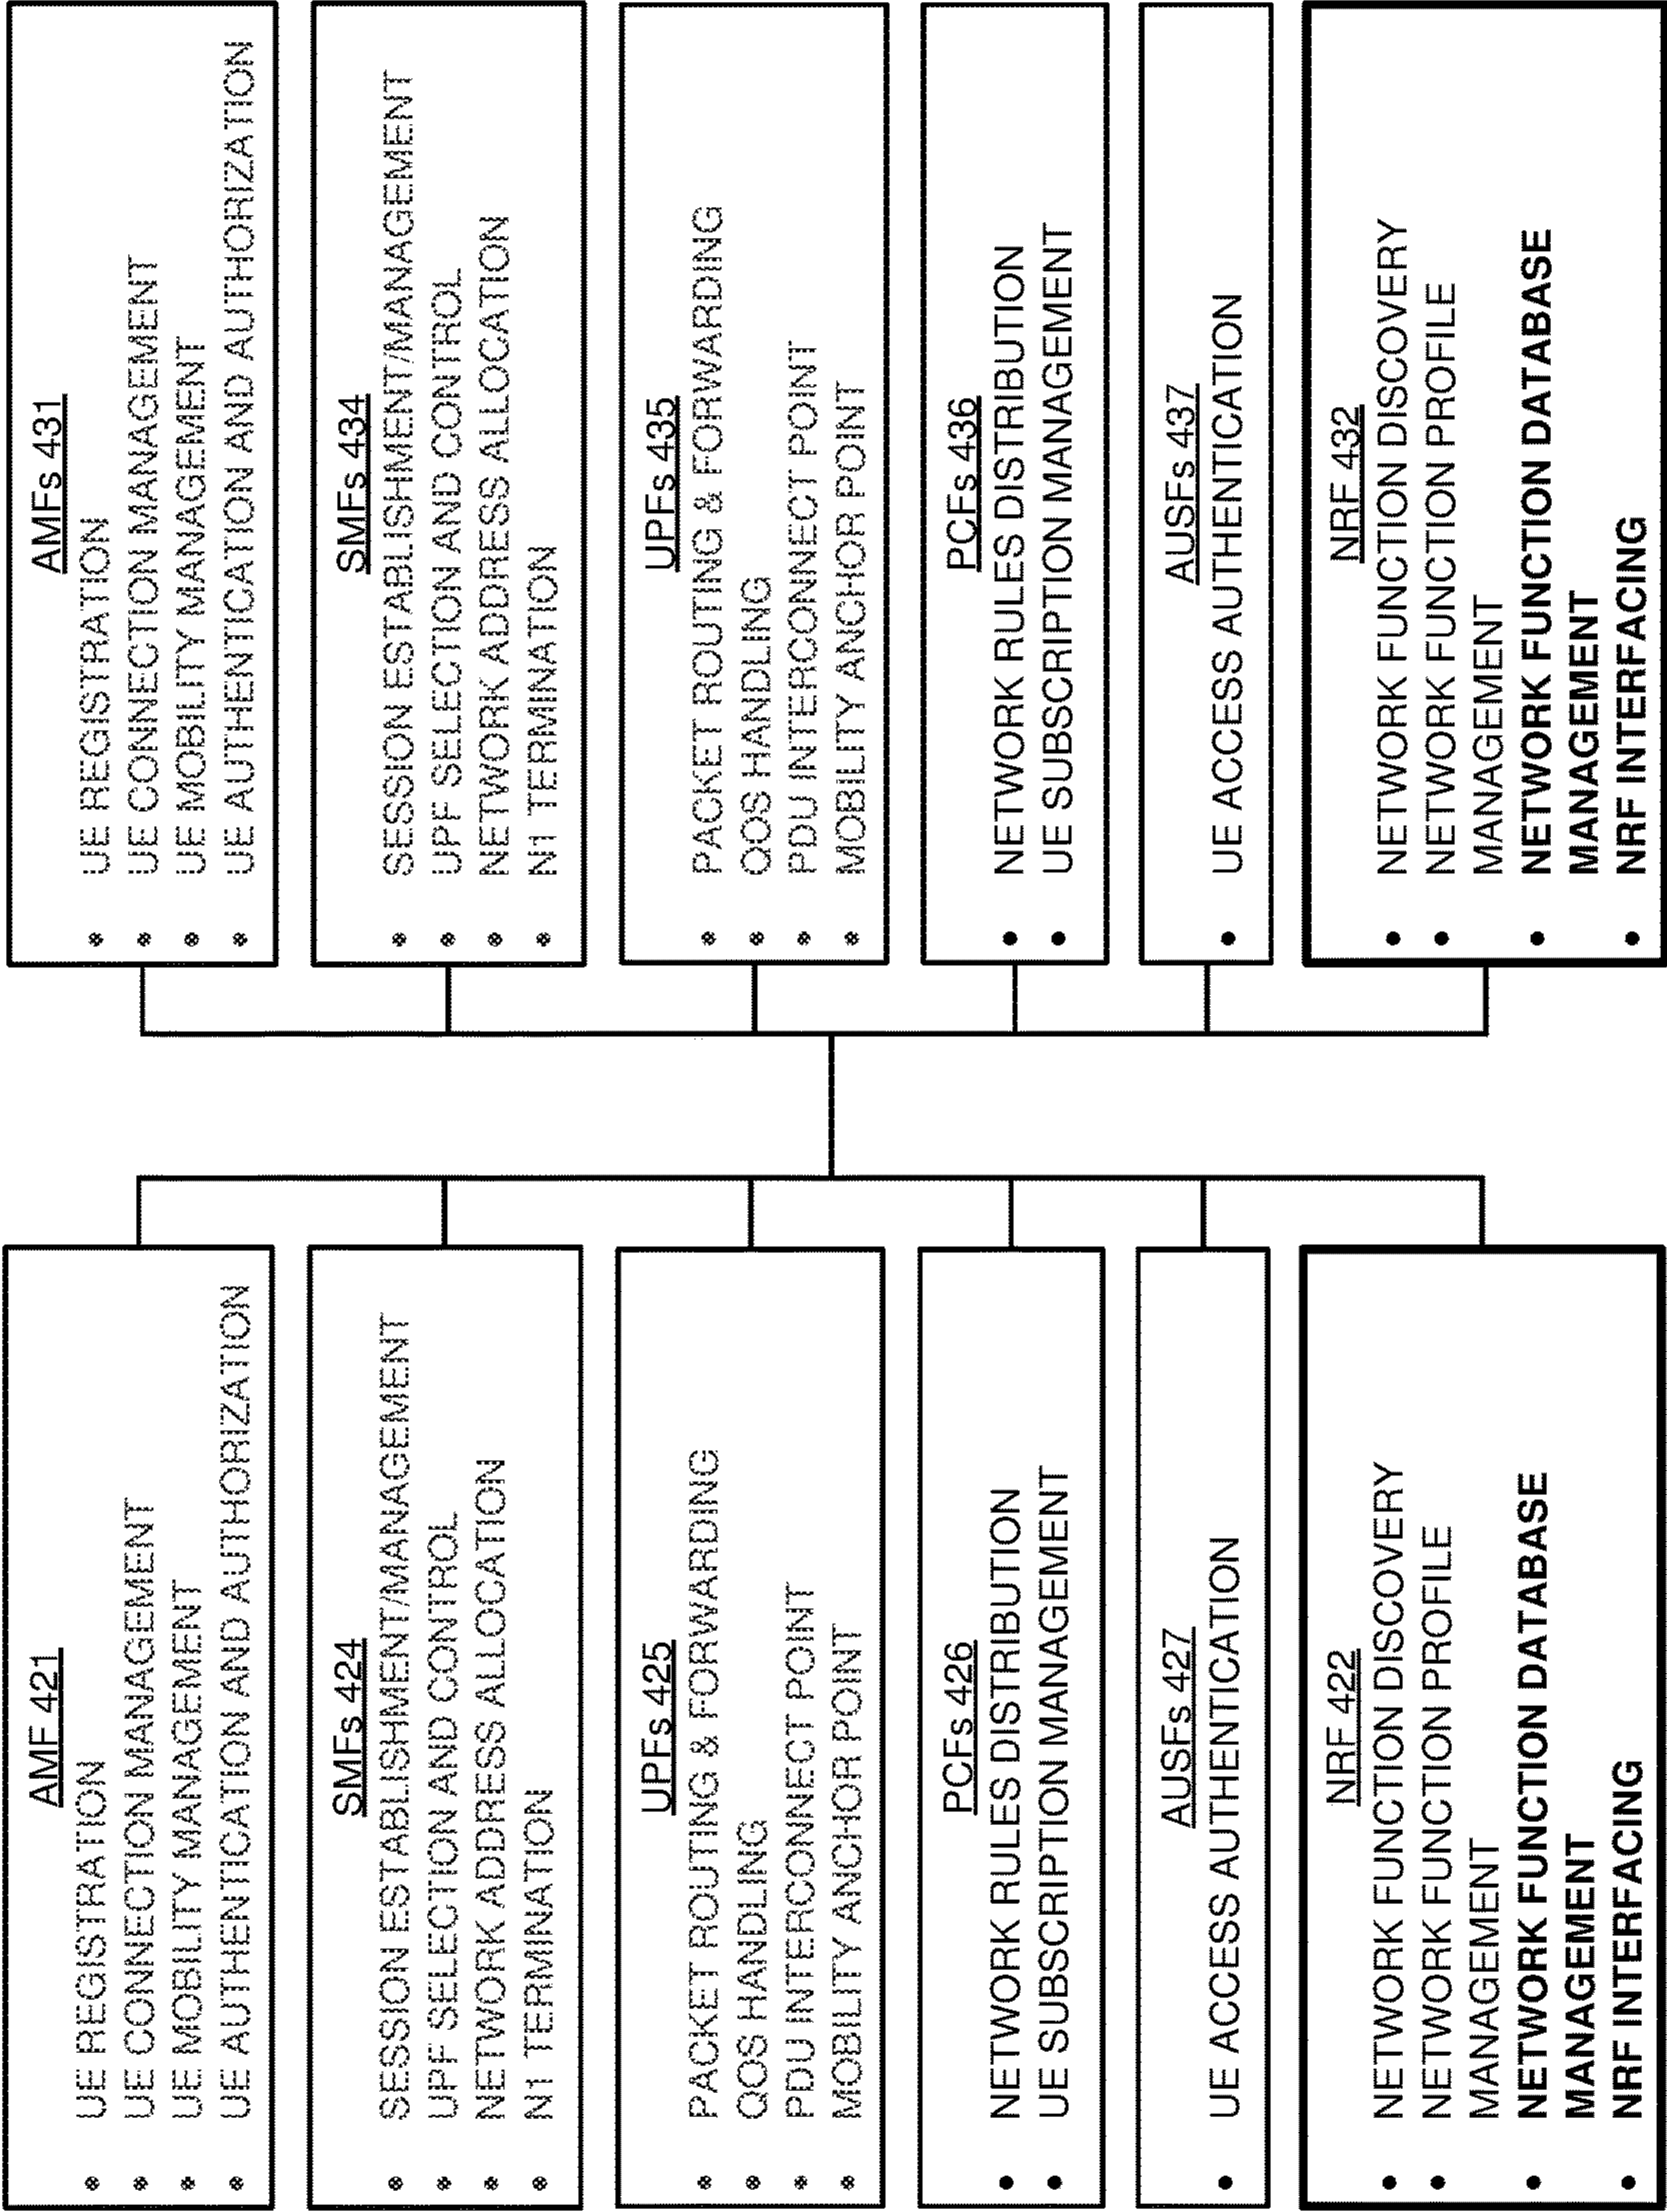 AMF 421
• UE REGISTRATION
• UE CONNECTION MANAGEMENT
• UE MOBILITY MANAGEMENT
• UE AUTHENTICATION AND AUTHORIZATION
SMFs 424
• SESSION ESTABLISHMENT/MANAGEMENT
• UPF SELECTION AND CONTROL
• NETWORK ADDRESS ALLOCATION
• N1 TERMINATION
UPFs 425
• PACKET ROUTING & FORWARDING
• QOS HANDLING
• PDU INTERCONNECT POINT
• MOBILITY ANCHOR POINT
PCFs 426
• NETWORK RULES DISTRIBUTION
• UE SUBSCRIPTION MANAGEMENT
AUSFs 427
• UE ACCESS AUTHENTICATION
NRF 422
• NETWORK FUNCTION DISCOVERY
• NETWORK FUNCTION PROFILE
MANAGEMENT
• NETWORK FUNCTION DATABASE
MANAGEMENT
• NRF INTERFACING
AMFs 431
• UE REGISTRATION
• UE CONNECTION MANAGEMENT
• UE MOBILITY MANAGEMENT
• UE AUTHENTICATION AND AUTHORIZATION
SMFs 434
• SESSION ESTABLISHMENT/MANAGEMENT
• UPF SELECTION AND CONTROL
• NETWORK ADDRESS ALLOCATION
• N1 TERMINATION
UPFs 435
• PACKET ROUTING & FORWARDING
• QOS HANDLING
• PDU INTERCONNECT POINT
• MOBILITY ANCHOR POINT
PCFs 436
• NETWORK RULES DISTRIBUTION
• UE SUBSCRIPTION MANAGEMENT
AUSFs 437
• UE ACCESS AUTHENTICATION
NRF 432
• NETWORK FUNCTION DISCOVERY
• NETWORK FUNCTION PROFILE
MANAGEMENT
• NETWORK FUNCTION DATABASE
MANAGEMENT
• NRF INTERFACING